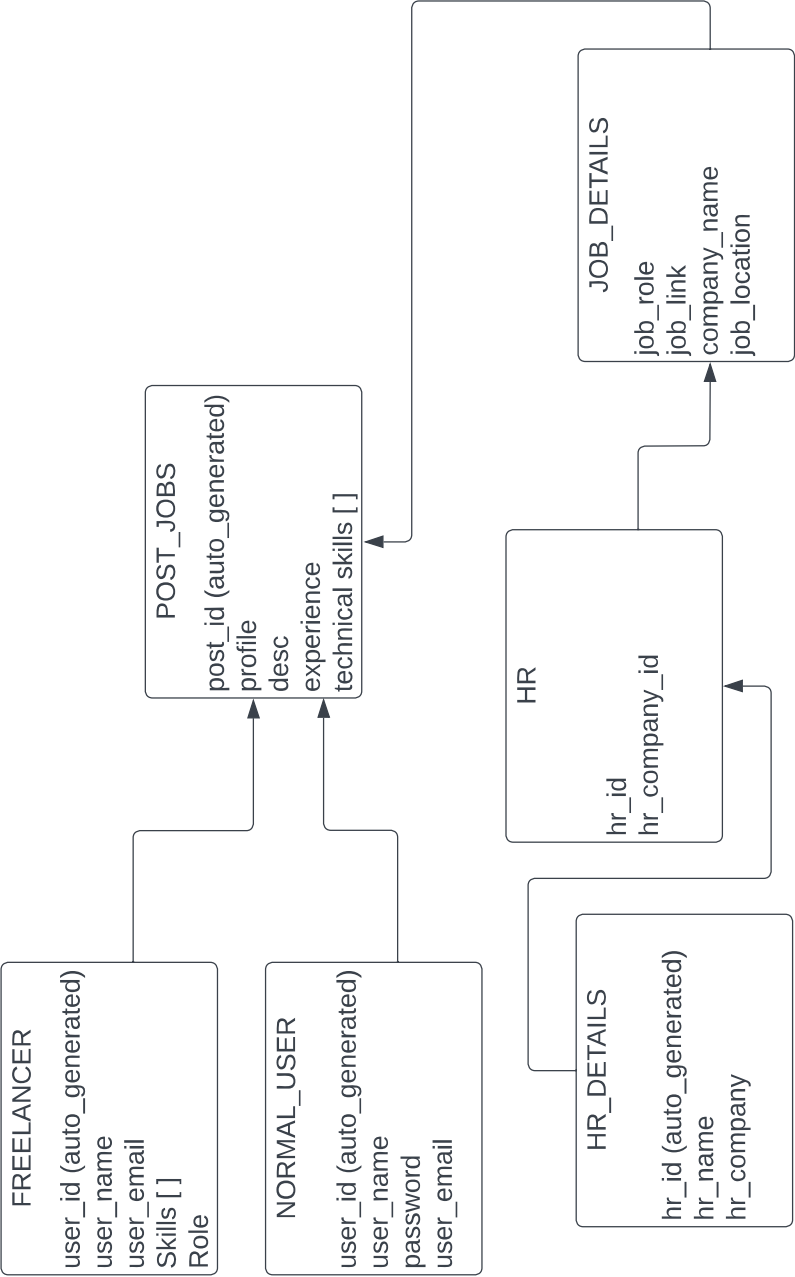 FREELANCER
user_id (auto_generated)
user_name
user_email
Skills [ ]
Role
POST_JOBS
post_id (auto_generated)
profile
desc
experience
technical skills [ ]
NORMAL_USER
user_id (auto_generated)
user_name
password
user_email
HR
hr_id
hr_company_id
HR_DETAILS
hr_id (auto_generated)
hr_name
hr_company
JOB_DETAILS
job_role
job_link
company_name
job_location